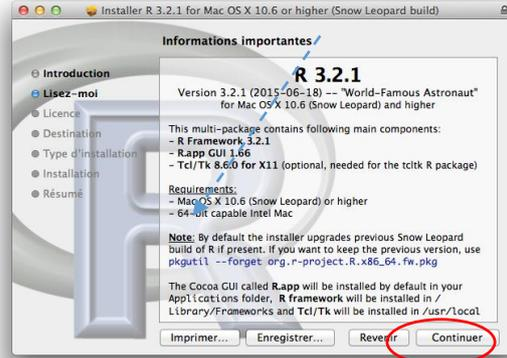 Installer R 3.2.1 for Mac OS X 10.6 or higher (Snow Leopard build)
Informations importantes
Introduction
Lisez-moi
Licence
Destination
Type d'installation
Installation
Résumé
R 3.2.1
Version 3.2.1 (2015-06-18) -- "World-Famous Astronaut"
for Mac OS X 10.6 (Snow Leopard) and higher
This multi-package contains following main components:
- R Framework 3.2.1
- R.app GUI 1.66
- Tcl/Tk 8.6.0 for X11 (optional, needed for the tcltk R package)
Requirements:
- Mac OS X 10.6 (Snow Leopard) or higher
- 64-bit capable Intel Mac
Note: By default the installer upgrades previous Snow Leopard
build of R if present. If you want to keep the previous version, use
pkgutil --forget org.r-project.R.x86_64.fw.pkg
The Cocoa GUI called R.app will be installed by default in your
Applications folder, R framework will be installed in /
Library/Frameworks and Tcl/Tk will be installed in /usr/local
Imprimer...
Enregistrer...
Revenir
Continuer